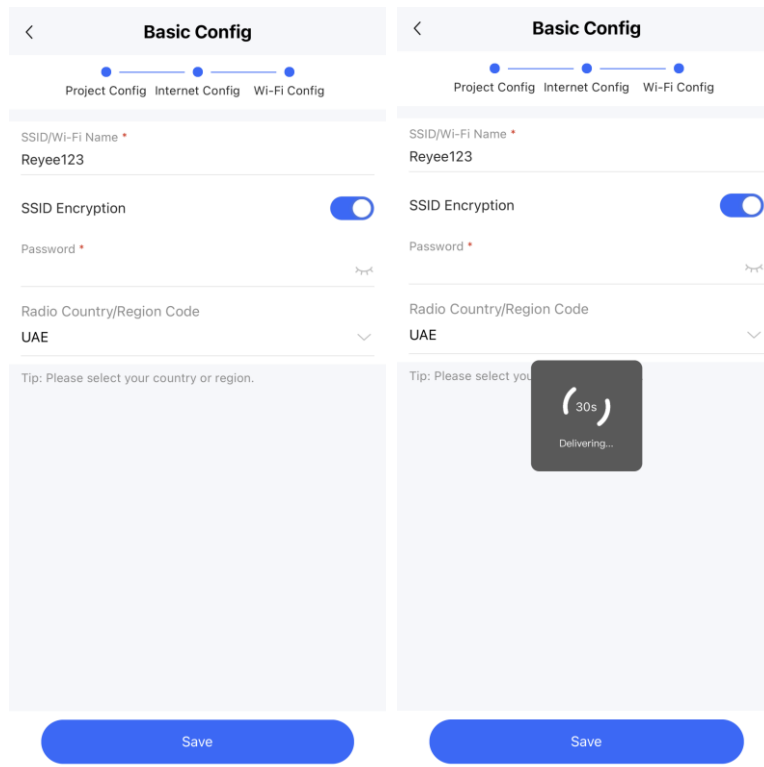 Basic Config
Project Config Internet Config Wi-Fi Config
SSID/Wi-Fi Name *
Reyee123
SSID Encryption
Password *
Radio Country/Region Code
UAE
Tip: Please select your country or region.
Save
Basic Config
Project Config Internet Config Wi-Fi Config
SSID/Wi-Fi Name *
Reyee123
SSID Encryption
Password *
Radio Country/Region Code
UAE
Tip: Please select you
30s
Delivering...
Save